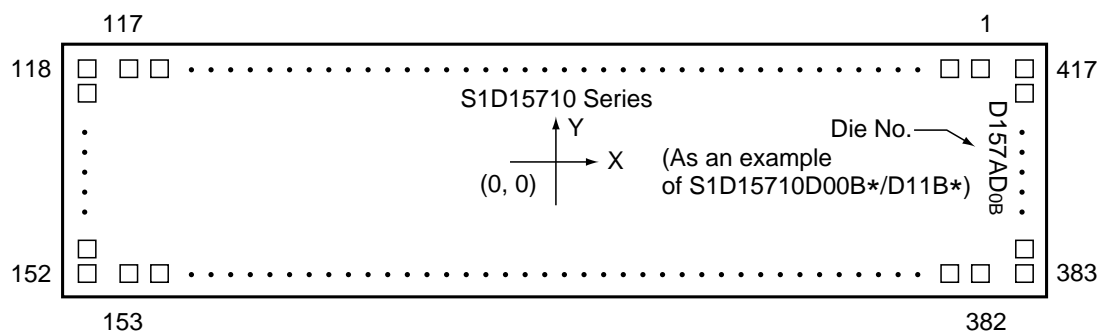 117
1
118
417
S1D15710 Series
Y
X
(0, 0)
Die No.
(As an example
of S1D15710D00B*/D11B*)
D157AD0B
152
383
153
382